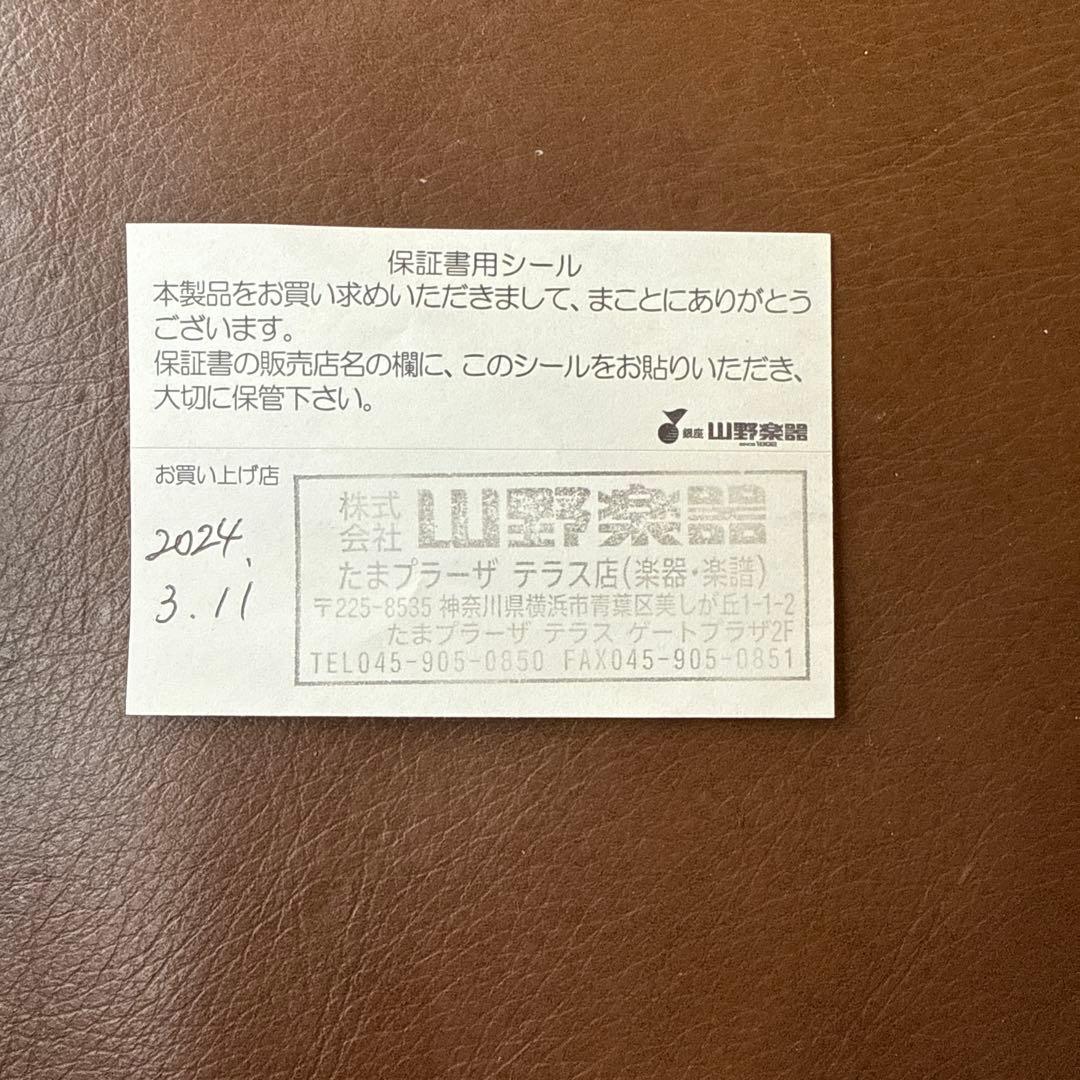 保証書用シール
本製品をお買い求めいただきまして、まことにありがとう
ございます。
保証書の販売店名の欄に、このシールをお貼りいただき、
大切に保管下さい。
銀座 山野楽器
SINCE 1892
お買い上げ店
2024.
3.11
株式会社 山野楽器
たまプラーザ テラス店(楽器・楽譜)
〒225-8535 神奈川県横浜市青葉区美しが丘1-1-2
たまプラーザ テラス ゲートプラザ2F
TEL045-905-0850 FAX045-905-0851